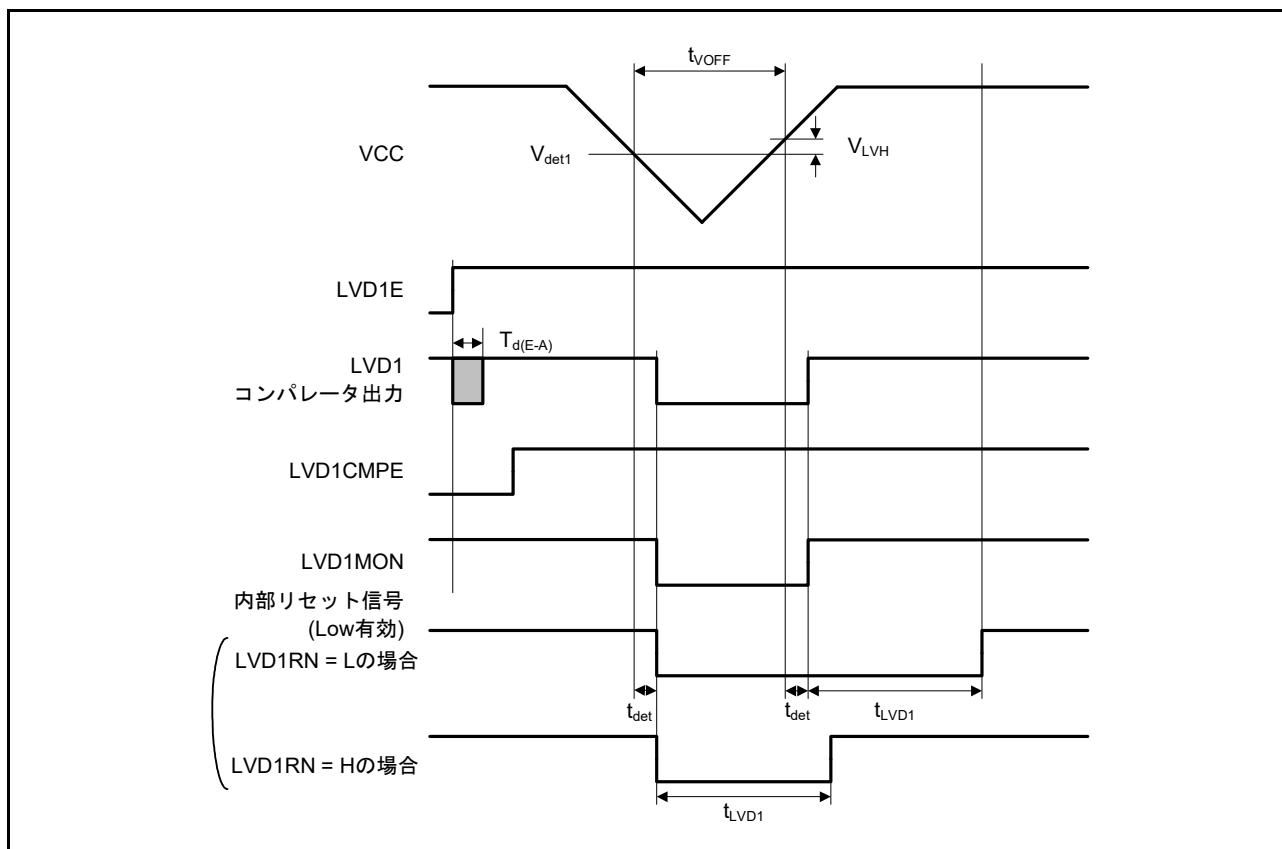 tVOFF
VCC
Vdet1
VLVH
LVD1E
Td(E-A)
LVD1
コンパレータ出力
LVD1CMPE
LVD1MON
内部リセット信号
(Low有効)
LVD1RN = Lの場合
tdet
tdet
tLVD1
LVD1RN = Hの場合
tLVD1